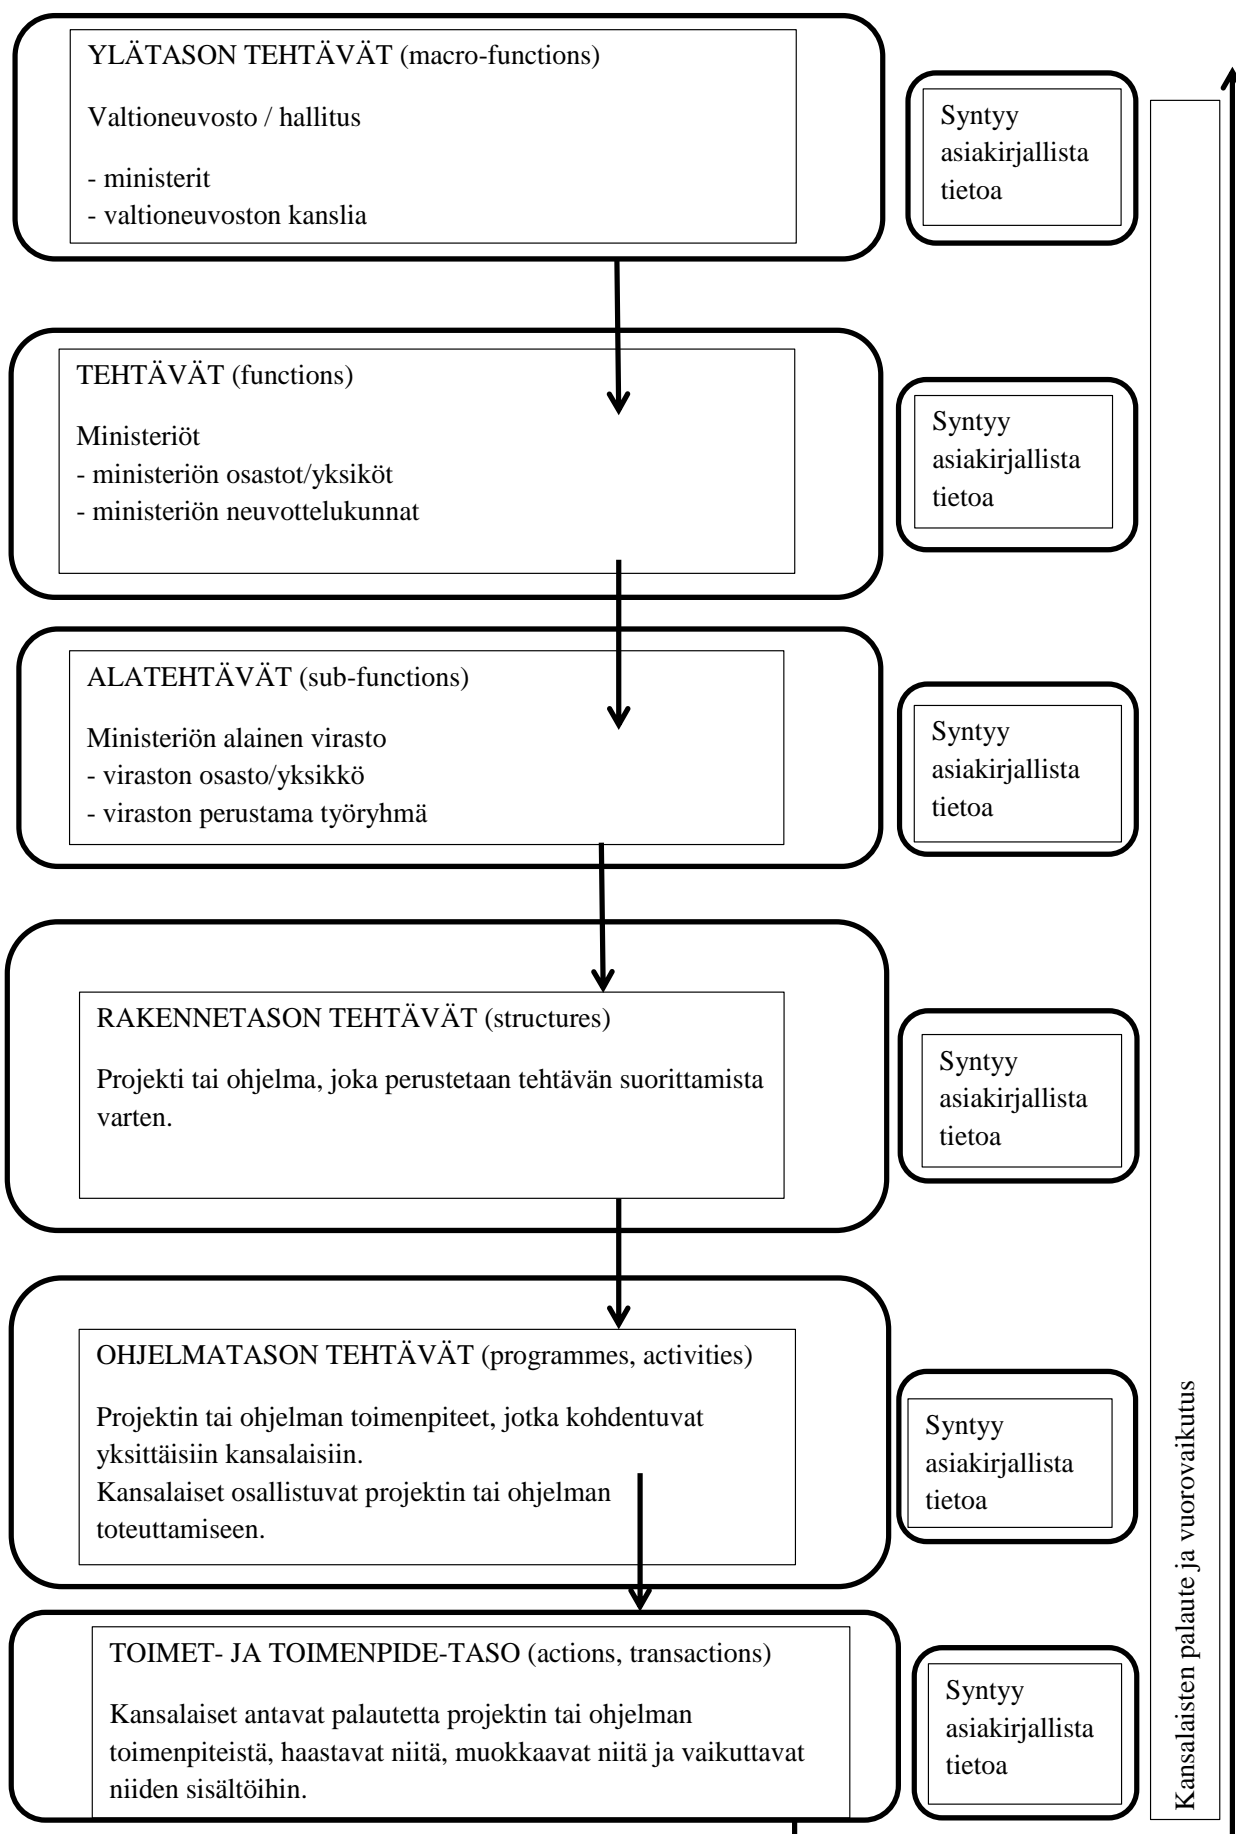 YLÄTASON TEHTÄVÄT (macro-functions)
Valtioneuvosto / hallitus
- ministerit
- valtioneuvoston kanslia
Syntyy
asiakirjallista
tietoa
TEHTÄVÄT (functions)
Ministeriöt
- ministeriön osastot/yksiköt
- ministeriön neuvottelukunnat
Syntyy
asiakirjallista
tietoa
ALATEHTÄVÄT (sub-functions)
Ministeriön alainen virasto
- viraston osasto/yksikkö
- viraston perustama työryhmä
Syntyy
asiakirjallista
tietoa
RAKENNETASON TEHTÄVÄT (structures)
Projekti tai ohjelma, joka perustetaan tehtävän suorittamista
varten.
Syntyy
asiakirjallista
tietoa
OHJELMATASON TEHTÄVÄT (programmes, activities)
Projektin tai ohjelman toimenpiteet, jotka kohdentuvat
yksittäisiin kansalaisiin.
Kansalaiset osallistuvat projektin tai ohjelman
toteuttamiseen.
Syntyy
asiakirjallista
tietoa
TOIMET- JA TOIMENPIDE-TASO (actions, transactions)
Kansalaiset antavat palautetta projektin tai ohjelman
toimenpiteistä, haastavat niitä, muokkaavat niitä ja vaikuttavat
niiden sisältöihin.
Syntyy
asiakirjallista
tietoa
Kansalaisten palaute ja vuorovaikutus